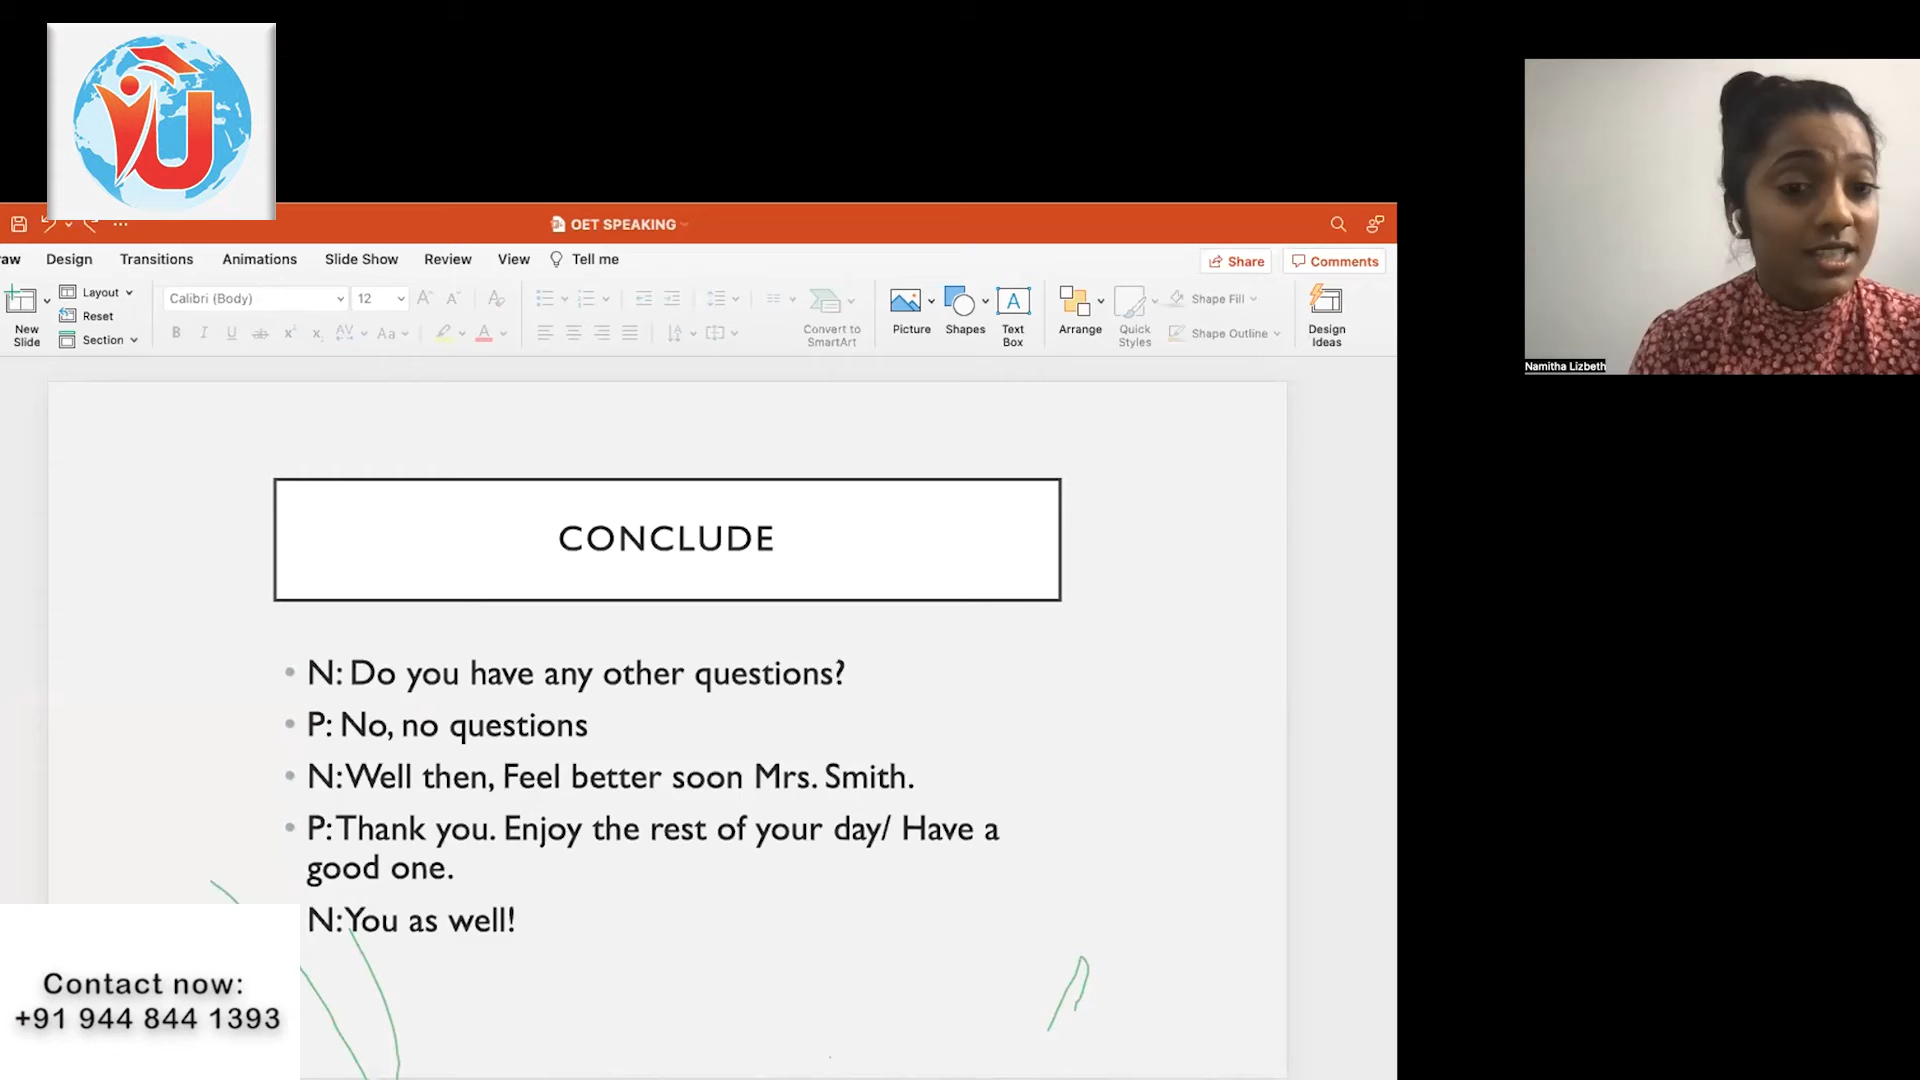 U
OET SPEAKING
aw Design Transitions Animations Slide Show Review View Tell me Share Comments
New Slide
Layout
Reset
Section
Calibri (Body) 12
Convert to SmartArt
Picture
Shapes
Text Box
Arrange
Quick Styles
Shape Fill
Shape Outline
Design Ideas
Namitha Lizbeth
CONCLUDE
• N: Do you have any other questions?
• P: No, no questions
• N: Well then, Feel better soon Mrs. Smith.
• P: Thank you. Enjoy the rest of your day/ Have a
good one.
N: You as well!
Contact now:
+91 944 844 1393